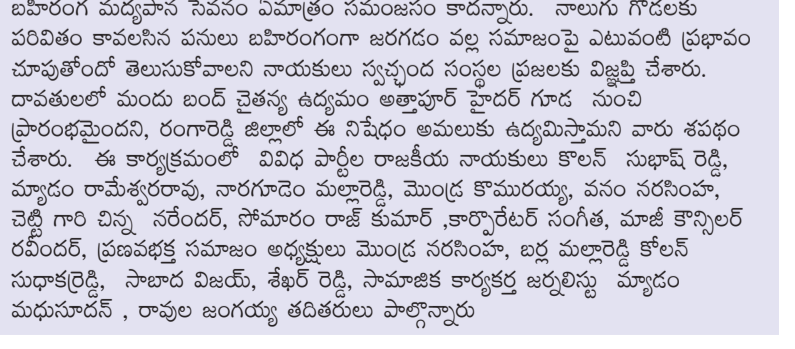 బహిరంగ మద్యపాన సేవనం ఏమాత్రం సమంజసం కాదన్నారు. నాలుగు గోడలకు
పరివితం కావలసిన పనులు బహిరంగంగా జరగడం వల్ల సమాజంపై ఎటువంటి ప్రభావం
చూపుతోందో తెలుసుకోవాలని నాయకులు స్వచ్ఛంద సంస్థల ప్రజలకు విజ్ఞప్తి చేశారు.
దావతులలో మందు బంద్ చైతన్య ఉద్యమం అత్తాపూర్ హైదర్ గూడ నుంచి
ప్రారంభమైందని, రంగారెడ్డి జిల్లాలో ఈ నిషేధం అమలుకు ఉద్యమిస్తామని వారు శపథం
చేశారు. ఈ కార్యక్రమంలో వివిధ పార్టీల రాజకీయ నాయకులు కొలన్ సుభాష్ రెడ్డి,
మ్యాడం రామేశ్వరరావు, నారగూడెం మల్లారెడ్డి, మొండ్ర కొమురయ్య, వనం నరసింహ,
చెట్టి గారి చిన్న నరేందర్, సోమారం రాజ్ కుమార్ ,కార్పొరేటర్ సంగీత, మాజీ కౌన్సిలర్
రవీందర్, ప్రణవభక్త సమాజం అధ్యక్షులు మొండ్ర నరసింహ, బర్ల మల్లారెడ్డి కోలన్
సుధాకర్రెడ్డి, సాబాద విజయ్, శేఖర్ రెడ్డి, సామాజిక కార్యకర్త జర్నలిస్టు మ్యాడం
మధుసూదన్ , రావుల జంగయ్య తదితరులు పాల్గొన్నారు